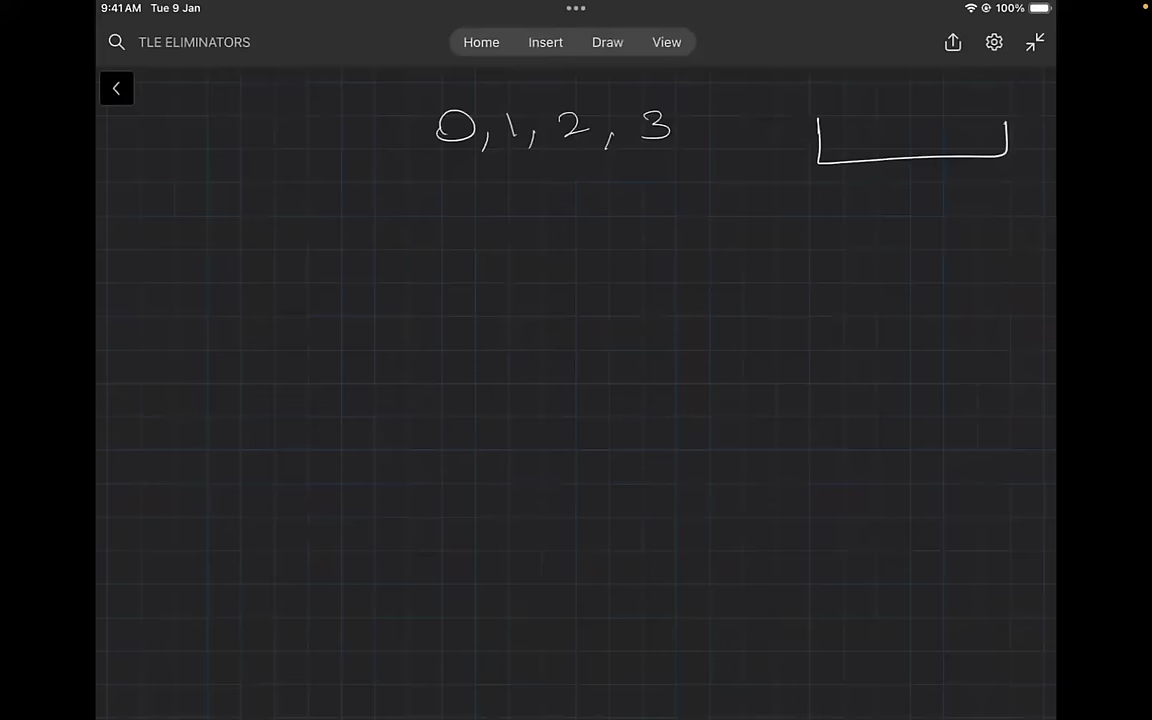 9:41 AM Tue 9 Jan 100%
TLE ELIMINATORS Home Insert Draw View
0, 1, 2, 3